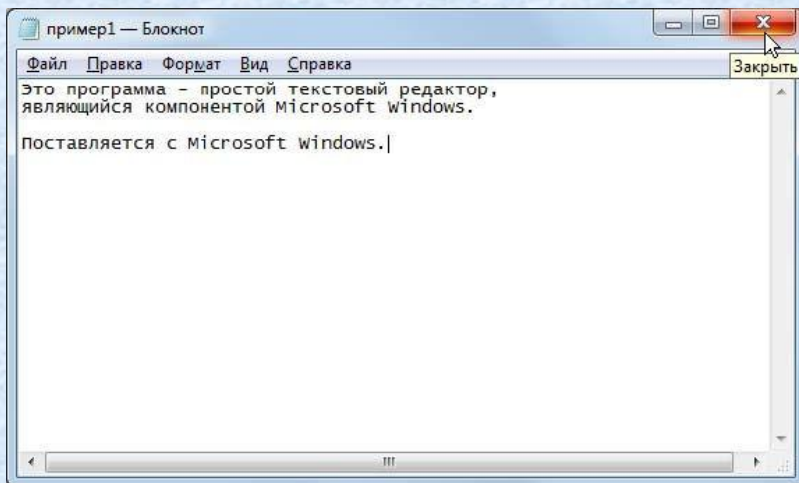 пример1 — Блокнот
Файл Правка Формат Вид Справка
Закрыть
Это программа - простой текстовый редактор,
являющийся компонентой Microsoft Windows.
Поставляется с Microsoft Windows.